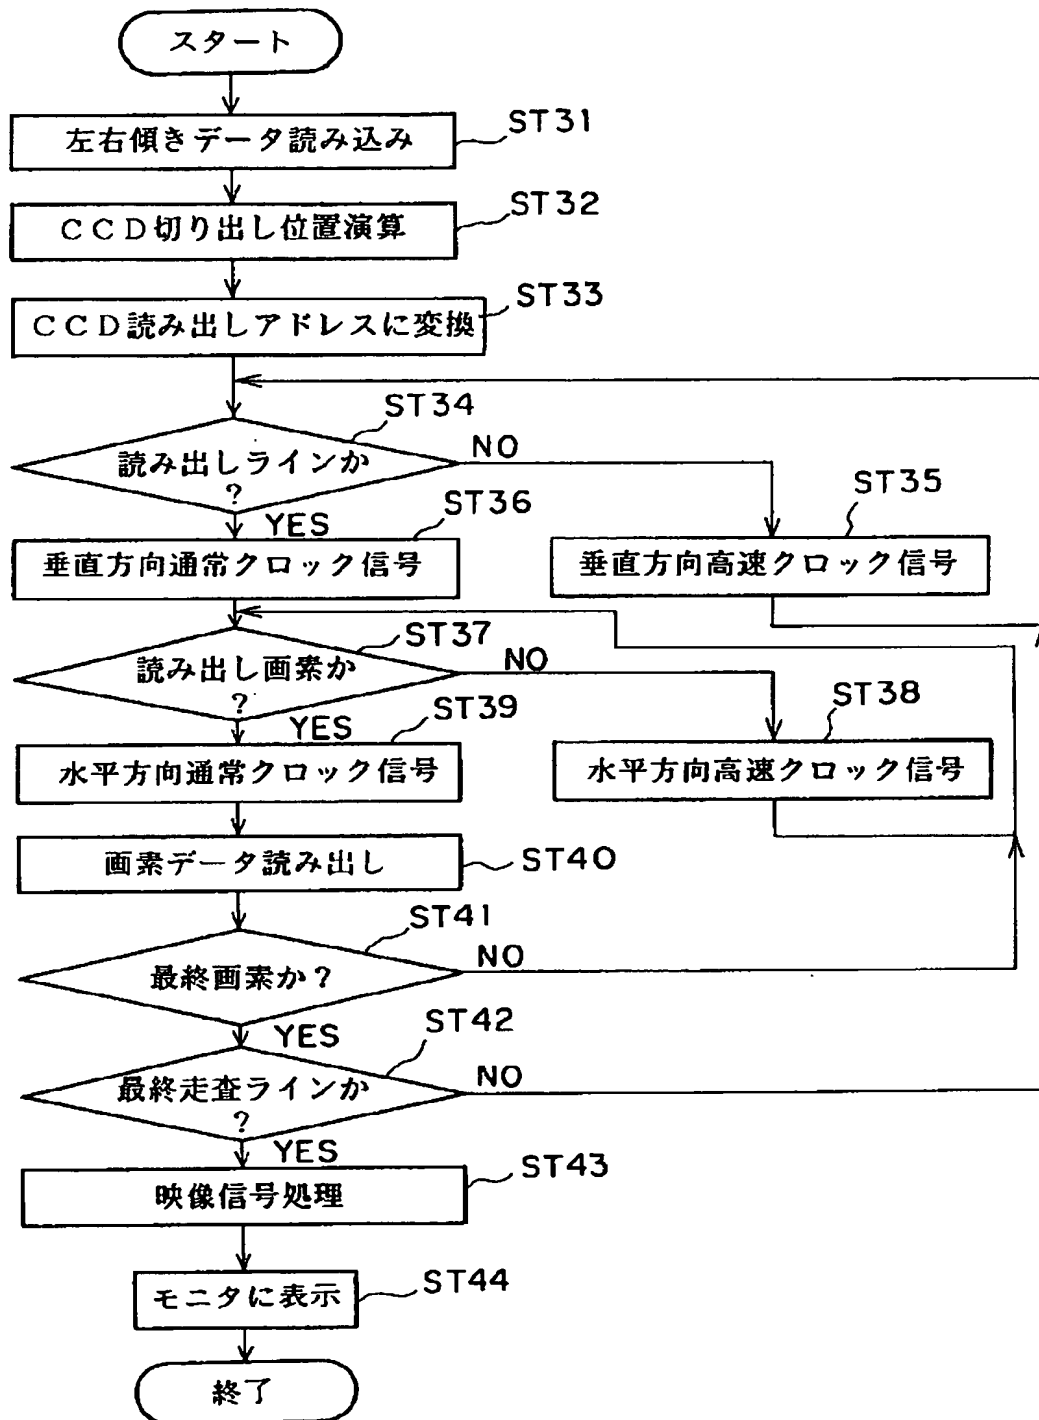 スタート
ST31
左右傾きデータ読み込み
ST32
CCD切り出し位置演算
ST33
CCD読み出しアドレスに変換
ST34
読み出しラインか
?
NO
YES
ST35
垂直方向高速クロック信号
ST36
垂直方向通常クロック信号
ST37
読み出し画素か
?
NO
YES
ST38
水平方向高速クロック信号
ST39
水平方向通常クロック信号
画素データ読み出し
ST40
ST41
最終画素か?
NO
YES
ST42
最終走査ラインか
?
NO
YES
ST43
映像信号処理
モニタに表示
ST44
終了